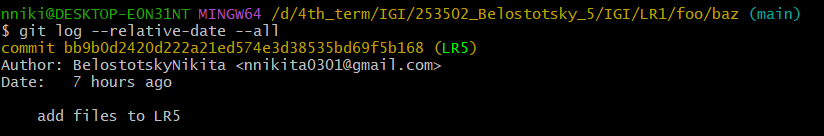 nniki@DESKTOP-EON31NT MINGW64 /d/4th_term/IGI/253502_Belostotsky_5/IGI/LR1/foo/baz (main)
$ git log --relative-date --all
commit bb9b0d2420d222a21ed574e3d38535bd69f5b168 (LR5)
Author: BelostotskyNikita <nnikita0301@gmail.com>
Date:   7 hours ago
add files to LR5